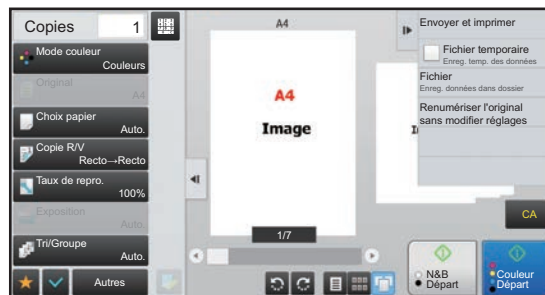 Copies 1
Mode couleur
Couleurs
Original
A4
Choix papier
Auto.
Copie R/V
Recto→Recto
Taux de repro.
100%
Exposition
Auto.
Tri/Groupe
Auto.
Autres
A4
A4
Image
1/7
Envoyer et imprimer
Fichier temporaire
Enreg. temp. des données
Fichier
Enreg. données dans dossier
Renumériser l'original
sans modifier réglages
CA
N&B
Départ
Couleur
Départ